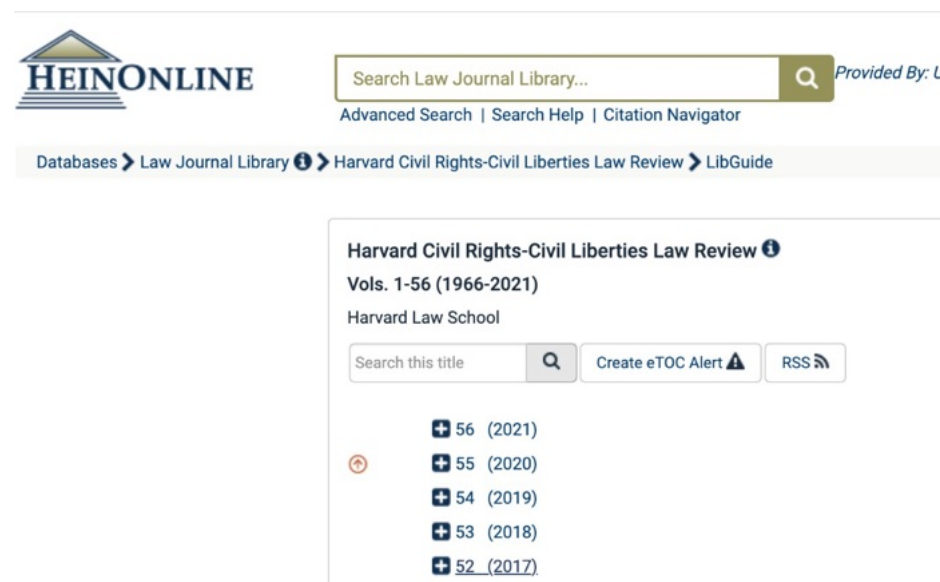 HEINONLINE
Search Law Journal Library...
Provided By: U
Advanced Search | Search Help | Citation Navigator
Databases > Law Journal Library > Harvard Civil Rights-Civil Liberties Law Review > LibGuide
Harvard Civil Rights-Civil Liberties Law Review
Vols. 1-56 (1966-2021)
Harvard Law School
Search this title Create eTOC Alert RSS
56 (2021)
55 (2020)
54 (2019)
53 (2018)
52 (2017)